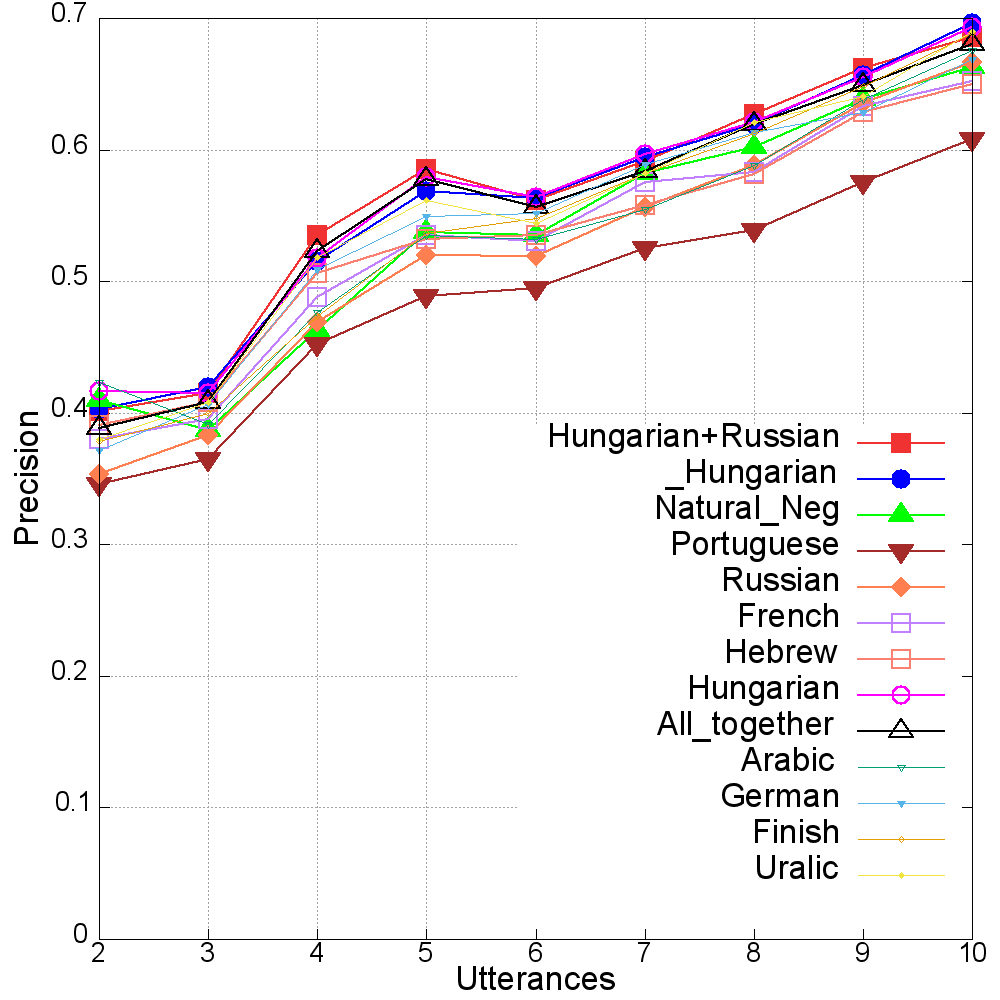 0.7
0.6
0.5
0.4
0.3
0.2
0.1
0
Precision
Hungarian+Russian
_Hungarian
Natural_Neg
Portuguese
Russian
French
Hebrew
Hungarian
All_together
Arabic
German
Finish
Uralic
2 3 4 5 6 7 8 9 10
Utterances